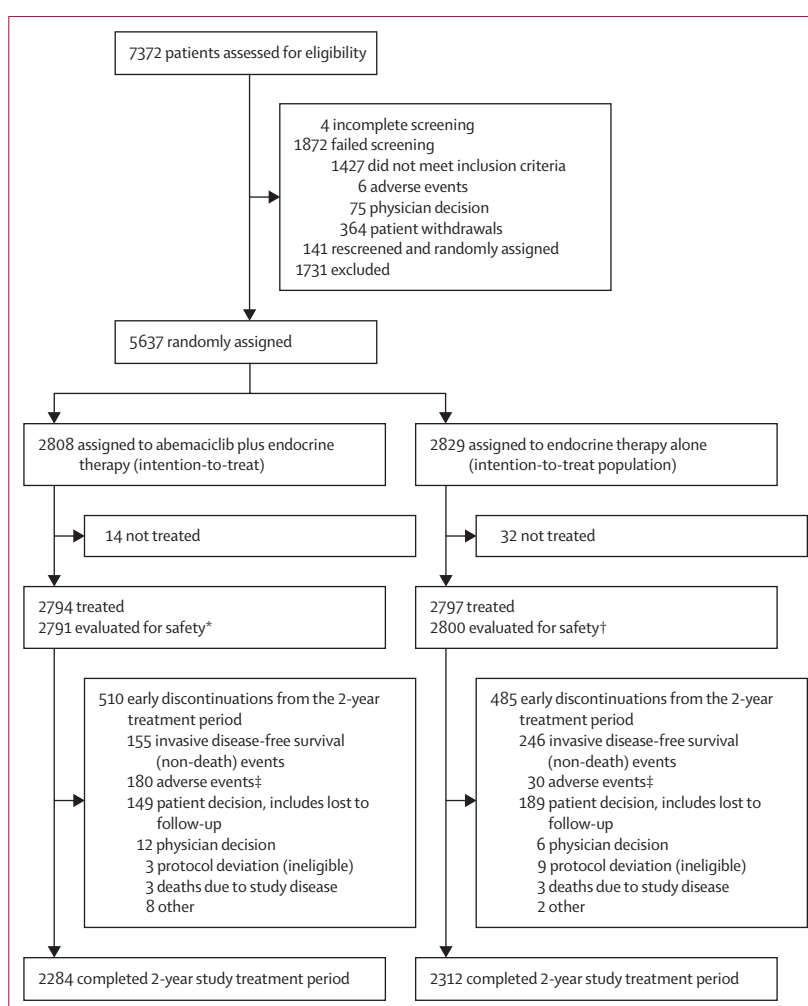 7372 patients assessed for eligibility
4 incomplete screening
1872 failed screening
1427 did not meet inclusion criteria
6 adverse events
75 physician decision
364 patient withdrawals
141 rescreened and randomly assigned
1731 excluded
5637 randomly assigned
2808 assigned to abemaciclib plus endocrine
therapy (intention-to-treat)
2829 assigned to endocrine therapy alone
(intention-to-treat population)
14 not treated
32 not treated
2794 treated
2791 evaluated for safety*
2797 treated
2800 evaluated for safety†
510 early discontinuations from the 2-year
treatment period
155 invasive disease-free survival
(non-death) events
180 adverse events‡
149 patient decision, includes lost to
follow-up
12 physician decision
3 protocol deviation (ineligible)
3 deaths due to study disease
8 other
485 early discontinuations from the 2-year
treatment period
246 invasive disease-free survival
(non-death) events
30 adverse events‡
189 patient decision, includes lost to
follow-up
6 physician decision
9 protocol deviation (ineligible)
3 deaths due to study disease
2 other
2284 completed 2-year study treatment period
2312 completed 2-year study treatment period